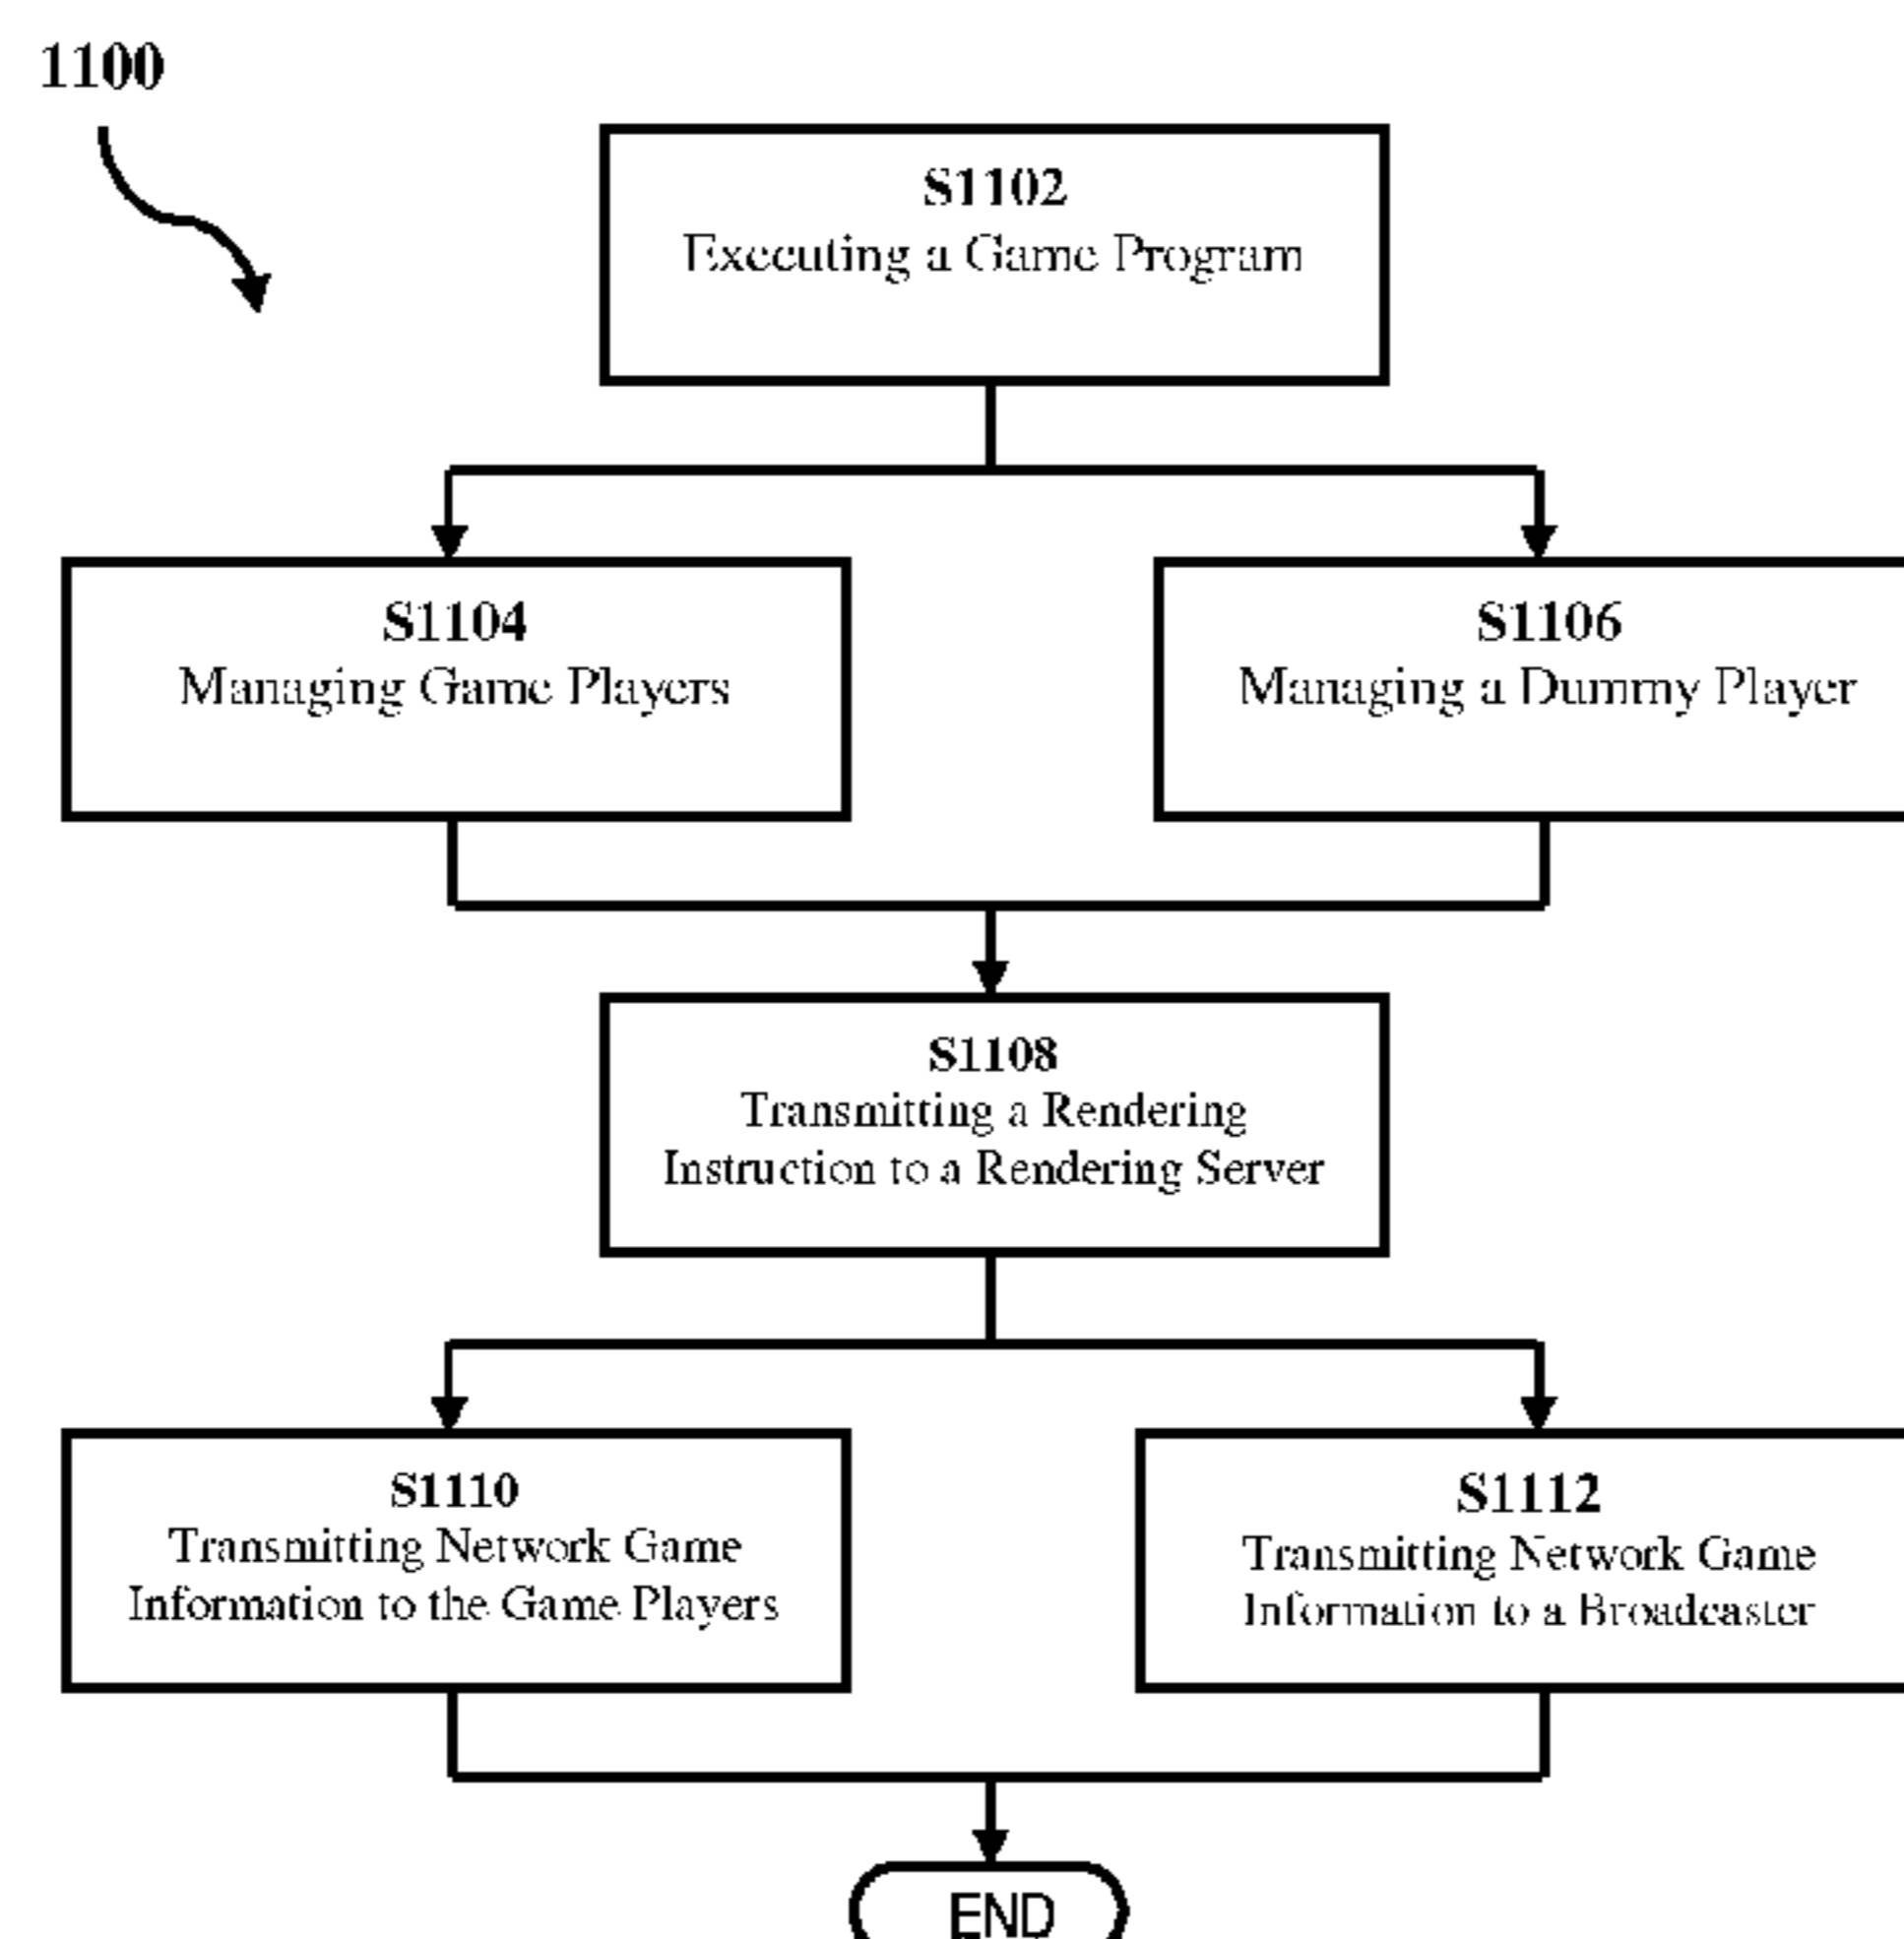 1100
S1102
Executing a Game Program
S1104
Managing Game Players
S1106
Managing a Dummy Player
S1108
Transmitting a Rendering
Instruction to a Rendering Server
S1110
Transmitting Network Game
Information to the Game Players
S1112
Transmitting Network Game
Information to a Broadcaster
END